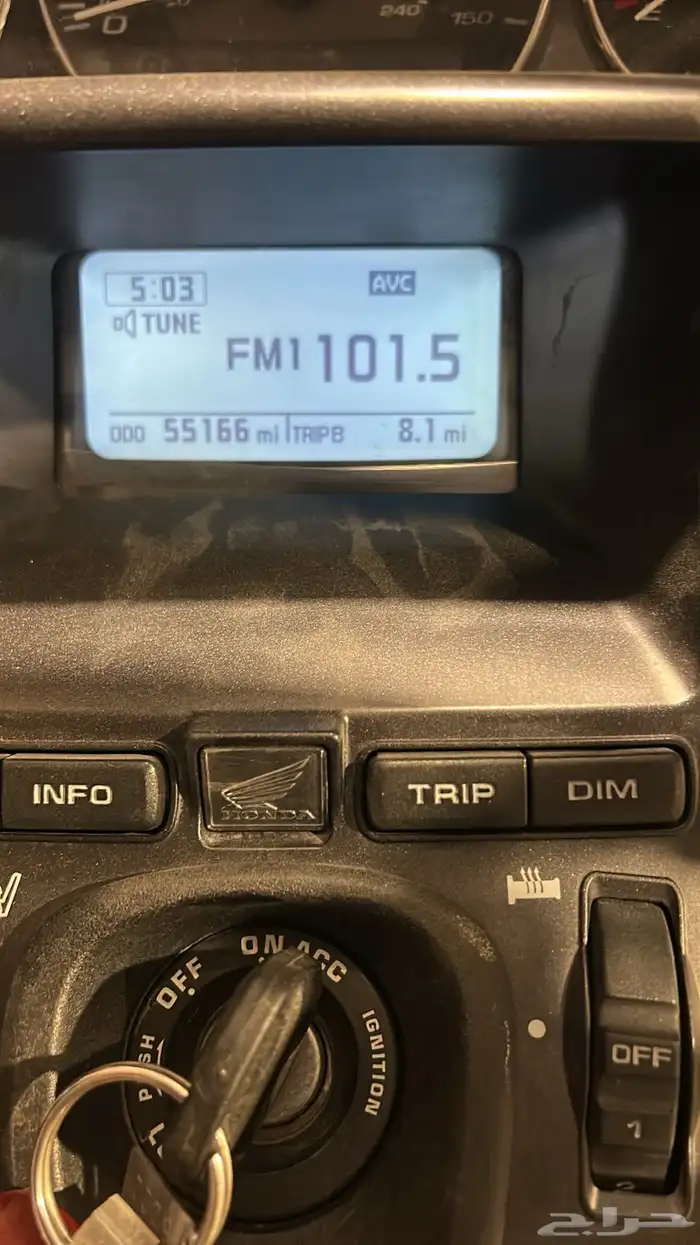 0
240 150
E
5:03
AVC
TUNE
FM1 101.5
ODO 55166 mi TRIP B 8.1 mi
INFO
HONDA
TRIP
DIM
OFF
ON
ACC
IGNITION
PUSH
OFF
1
حراج